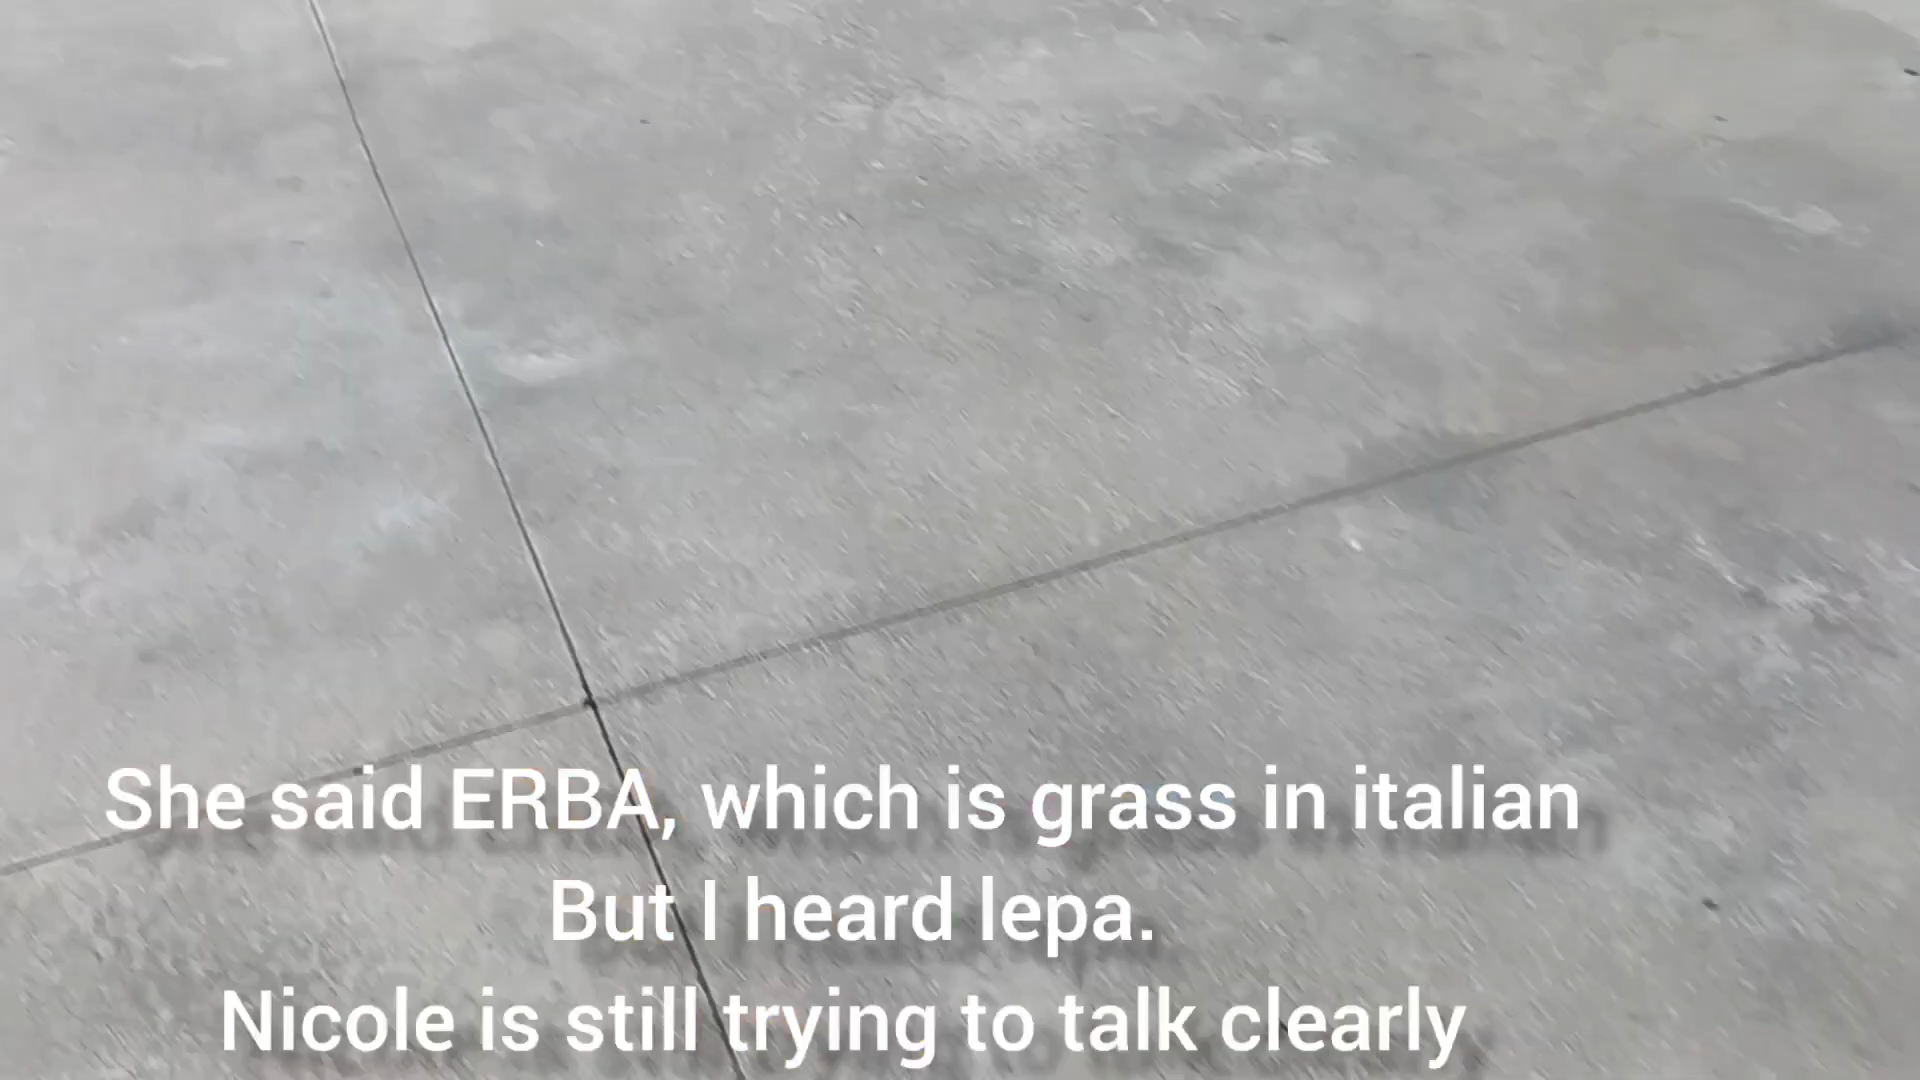 She said ERBA, which is grass in italian
But I heard lepa.
Nicole is still trying to talk clearly